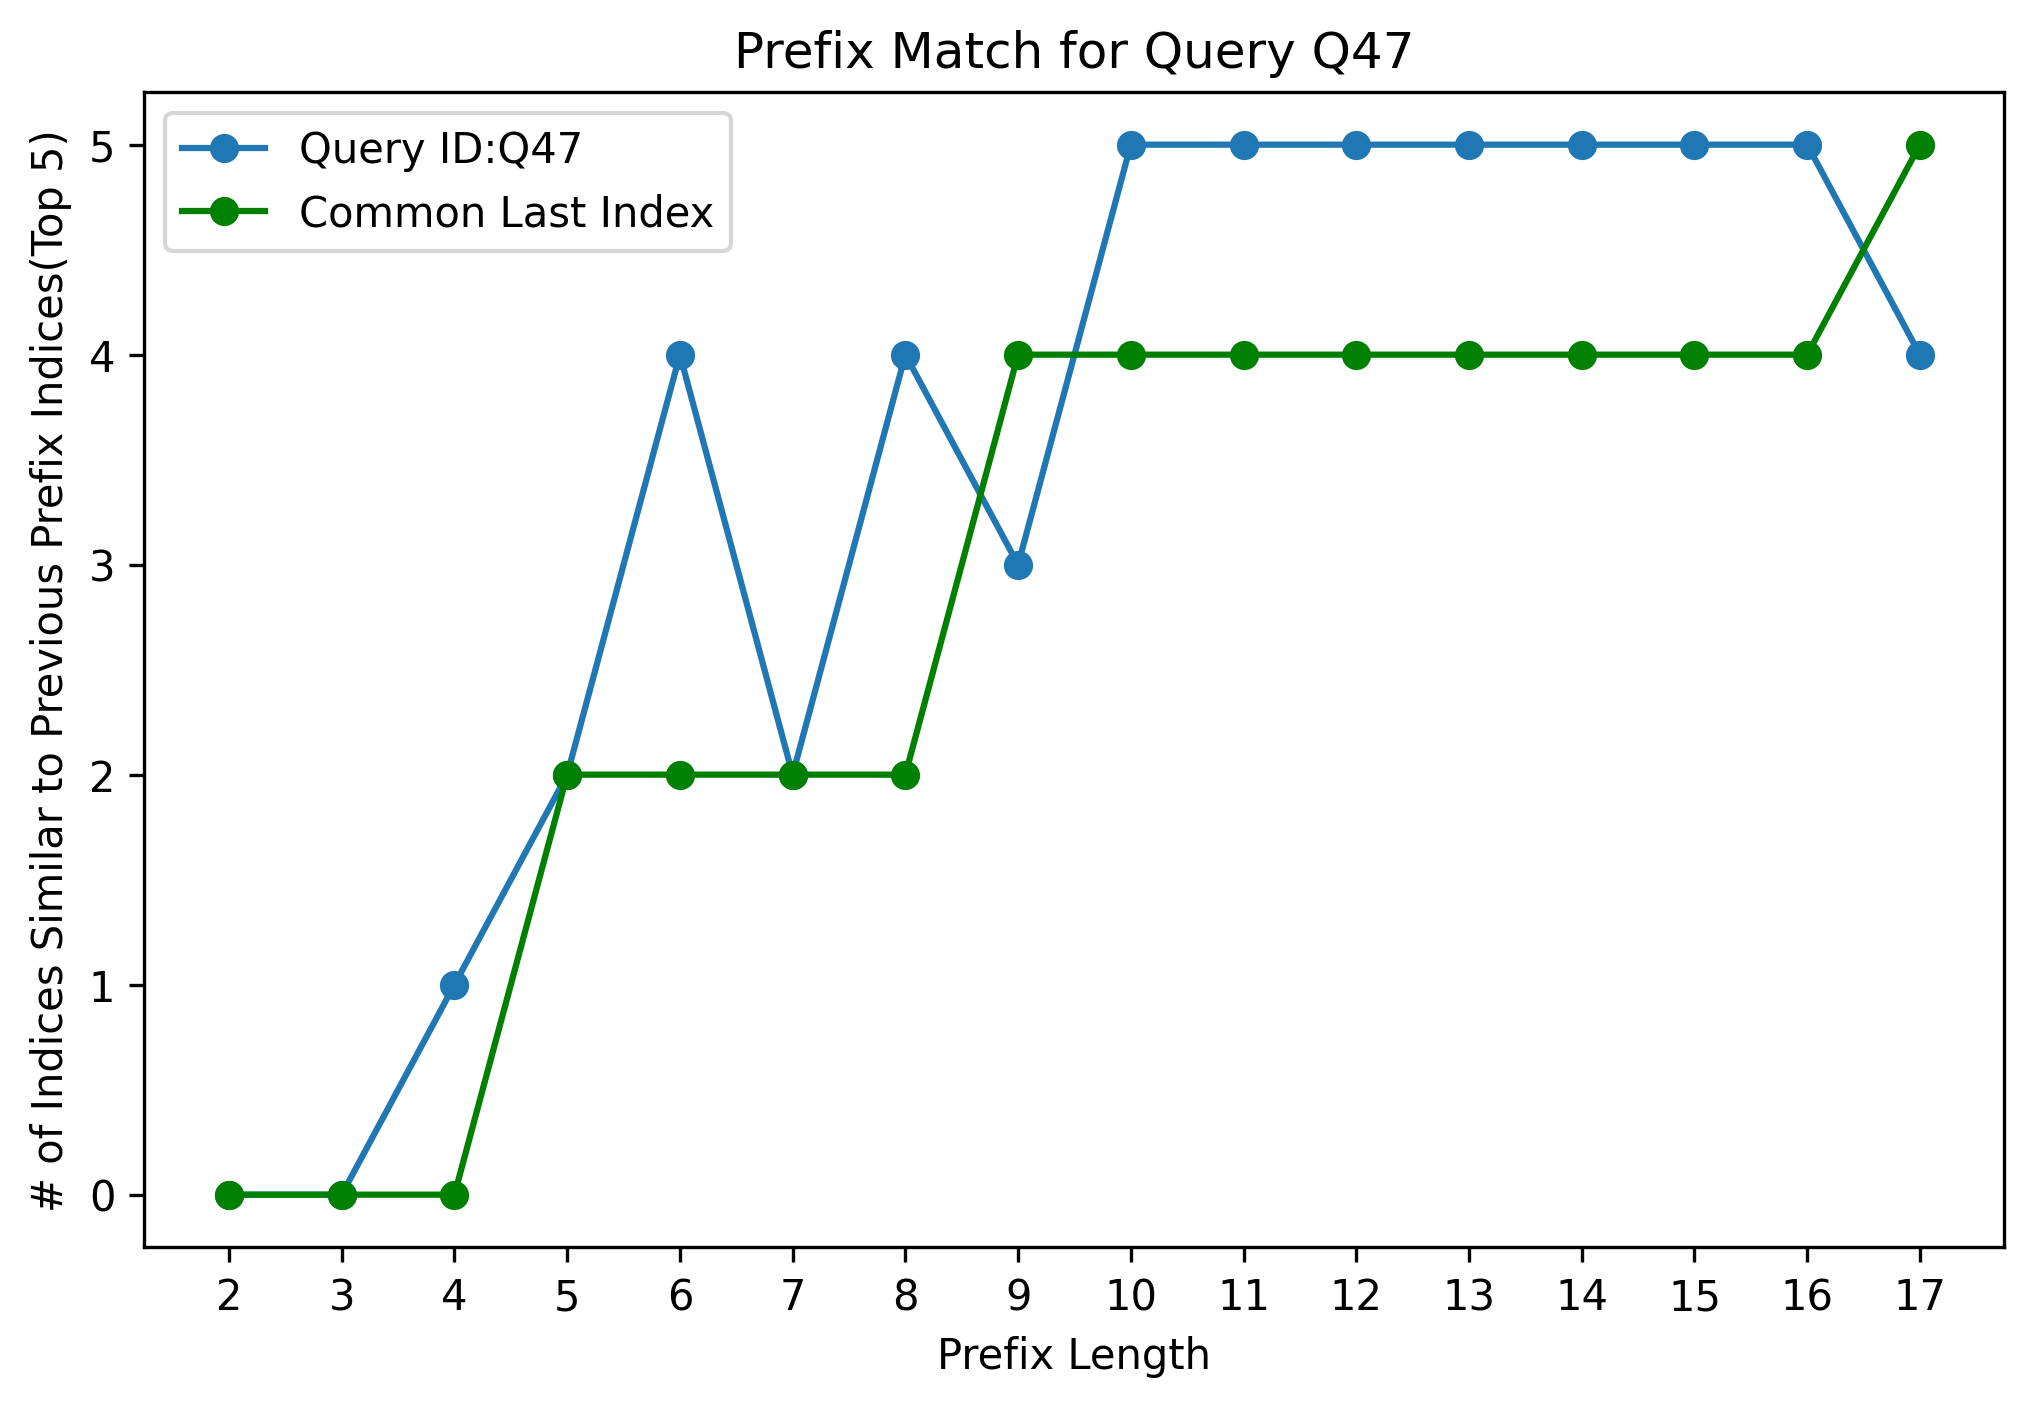 Prefix Match for Query Q47
Query ID:Q47
Common Last Index
# of Indices Similar to Previous Prefix Indices(Top 5)
5
4
3
2
1
0
2 3 4 5 6 7 8 9 10 11 12 13 14 15 16 17
Prefix Length